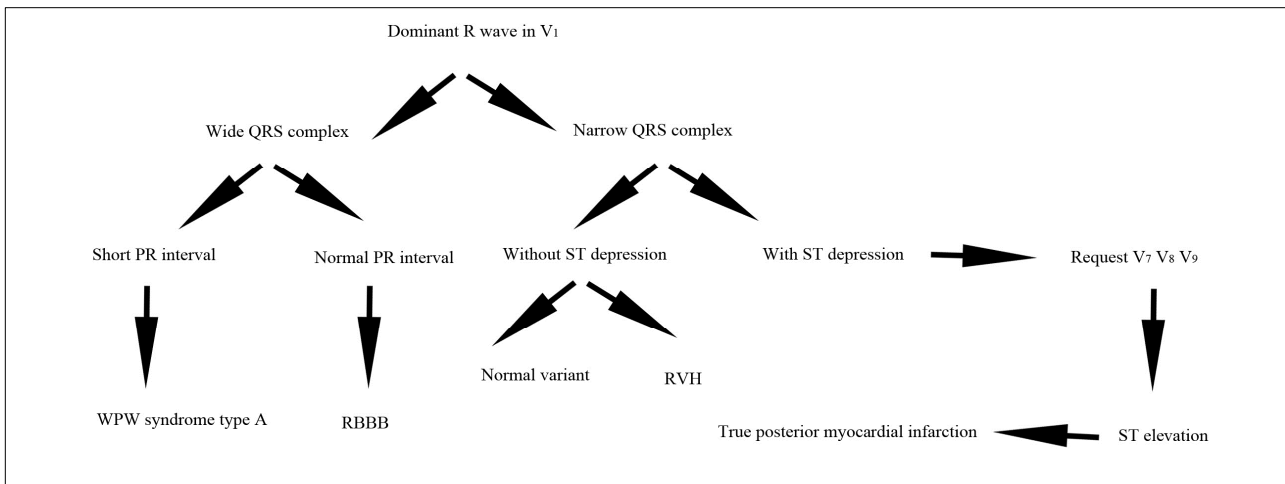 Dominant R wave in V₁
Wide QRS complex
Narrow QRS complex
Short PR interval
Normal PR interval
Without ST depression
With ST depression
Request V₇ V₈ V₉
Normal variant
RVH
WPW syndrome type A
RBBB
True posterior myocardial infarction
ST elevation